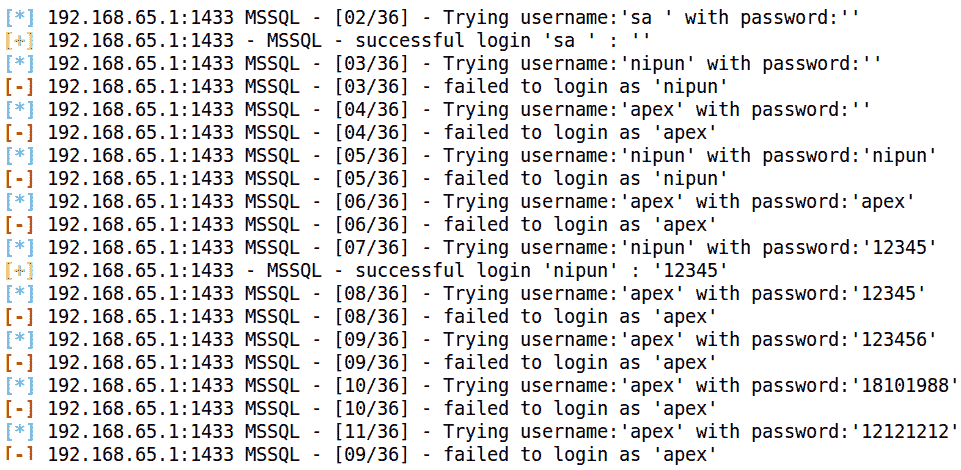 [*] 192.168.65.1:1433 MSSQL - [02/36] - Trying username:'sa ' with password:''
[+] 192.168.65.1:1433 - MSSQL - successful login 'sa ' : ''
[*] 192.168.65.1:1433 MSSQL - [03/36] - Trying username:'nipun' with password:''
[-] 192.168.65.1:1433 MSSQL - [03/36] - failed to login as 'nipun'
[*] 192.168.65.1:1433 MSSQL - [04/36] - Trying username:'apex' with password:''
[-] 192.168.65.1:1433 MSSQL - [04/36] - failed to login as 'apex'
[*] 192.168.65.1:1433 MSSQL - [05/36] - Trying username:'nipun' with password:'nipun'
[-] 192.168.65.1:1433 MSSQL - [05/36] - failed to login as 'nipun'
[*] 192.168.65.1:1433 MSSQL - [06/36] - Trying username:'apex' with password:'apex'
[-] 192.168.65.1:1433 MSSQL - [06/36] - failed to login as 'apex'
[*] 192.168.65.1:1433 MSSQL - [07/36] - Trying username:'nipun' with password:'12345'
[+] 192.168.65.1:1433 - MSSQL - successful login 'nipun' : '12345'
[*] 192.168.65.1:1433 MSSQL - [08/36] - Trying username:'apex' with password:'12345'
[-] 192.168.65.1:1433 MSSQL - [08/36] - failed to login as 'apex'
[*] 192.168.65.1:1433 MSSQL - [09/36] - Trying username:'apex' with password:'123456'
[-] 192.168.65.1:1433 MSSQL - [09/36] - failed to login as 'apex'
[*] 192.168.65.1:1433 MSSQL - [10/36] - Trying username:'apex' with password:'18101988'
[-] 192.168.65.1:1433 MSSQL - [10/36] - failed to login as 'apex'
[*] 192.168.65.1:1433 MSSQL - [11/36] - Trying username:'apex' with password:'12121212'
[-] 192.168.65.1:1433 MSSQL - [09/36] - failed to login as 'apex'